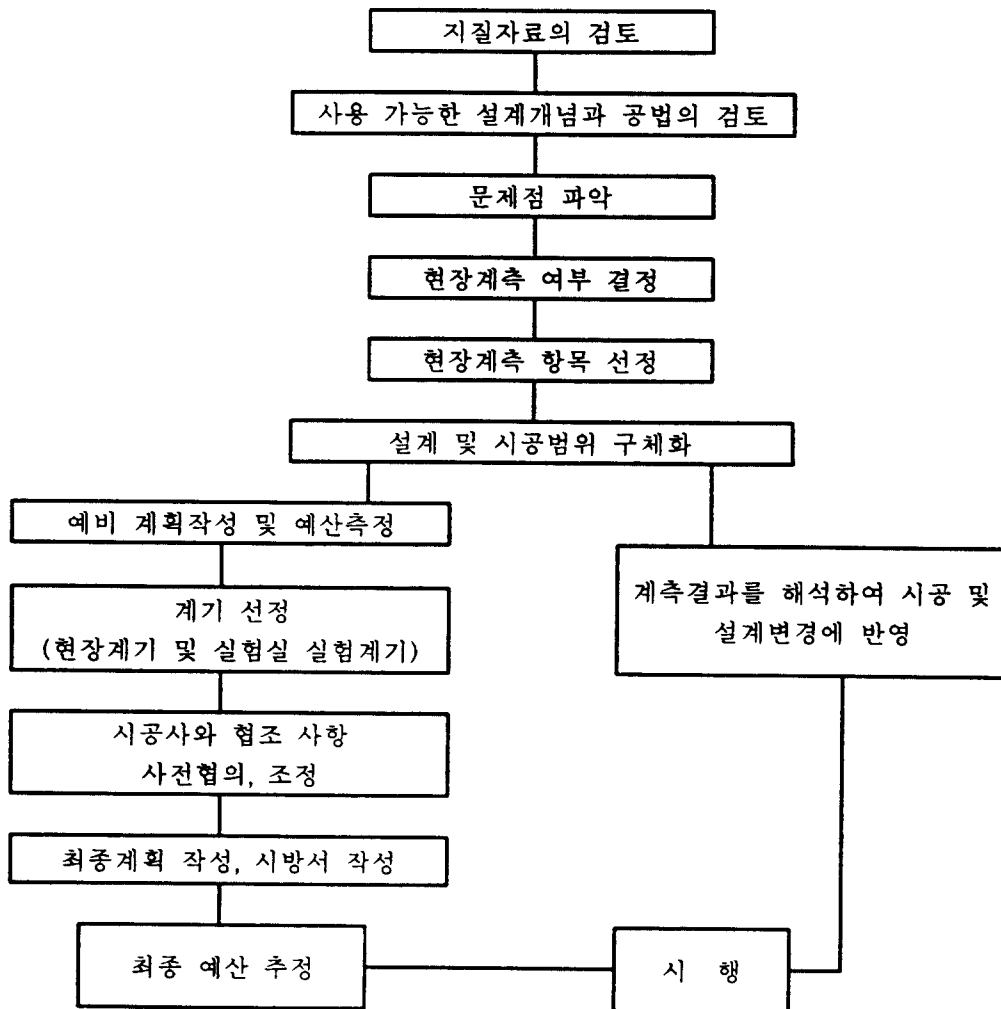 지질자료의 검토
사용 가능한 설계개념과 공법의 검토
문제점 파악
현장계측 여부 결정
현장계측 항목 선정
설계 및 시공범위 구체화
예비 계획작성 및 예산측정
계기 선정
(현장계기 및 실험실 실험계기)
시공사와 협조 사항
사전협의, 조정
최종계획 작성, 시방서 작성
최종 예산 추정
계측결과를 해석하여 시공 및
설계변경에 반영
시 행